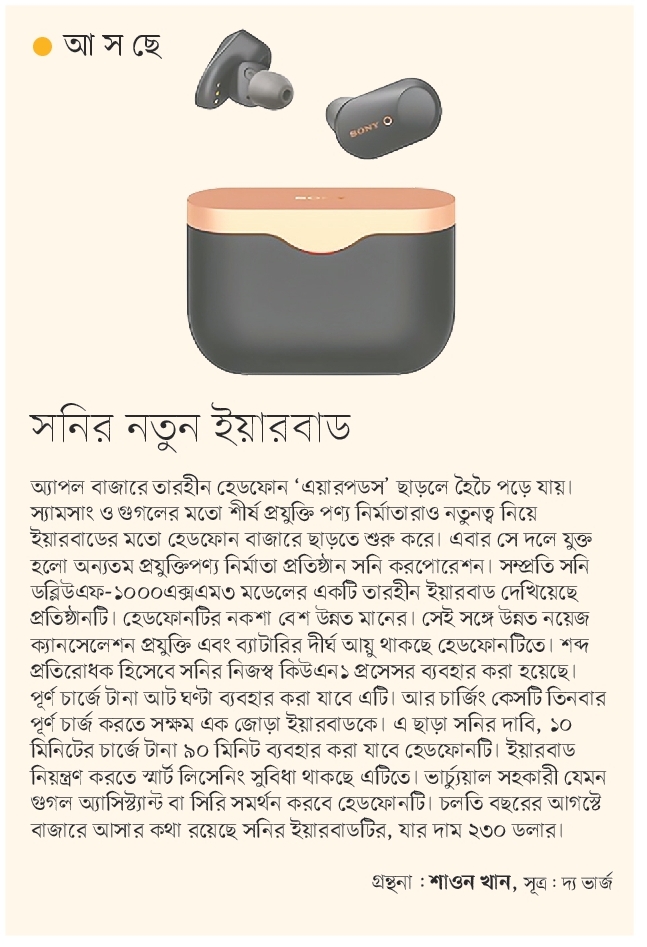 আ স ছে
SONY
সনির নতুন ইয়ারবাড
অ্যাপল বাজারে তারহীন হেডফোন ‘এয়ারপডস’ ছাড়লে হৈচৈ পড়ে যায়।
স্যামসাং ও গুগলের মতো শীর্ষ প্রযুক্তি পণ্য নির্মাতারাও নতুনত্ব নিয়ে
ইয়ারবাডের মতো হেডফোন বাজারে ছাড়তে শুরু করে। এবার সে দলে যুক্ত
হলো অন্যতম প্রযুক্তিপণ্য নির্মাতা প্রতিষ্ঠান সনি করপোরেশন। সম্প্রতি সনি
ডব্লিউএফ-১০০০এক্সএম৩ মডেলের একটি তারহীন ইয়ারবাড দেখিয়েছে
প্রতিষ্ঠানটি। হেডফোনটির নকশা বেশ উন্নত মানের। সেই সঙ্গে উন্নত নয়েজ
ক্যানসেলেশন প্রযুক্তি এবং ব্যাটারির দীর্ঘ আয়ু থাকছে হেডফোনটিতে। শব্দ
প্রতিরোধক হিসেবে সনির নিজস্ব কিউএন১ প্রসেসর ব্যবহার করা হয়েছে।
পূর্ণ চার্জে টানা আট ঘণ্টা ব্যবহার করা যাবে এটি। আর চার্জিং কেসটি তিনবার
পূর্ণ চার্জ করতে সক্ষম এক জোড়া ইয়ারবাডকে। এ ছাড়া সনির দাবি, ১০
মিনিটের চার্জে টানা ৯০ মিনিট ব্যবহার করা যাবে হেডফোনটি। ইয়ারবাড
নিয়ন্ত্রণ করতে স্মার্ট লিসেনিং সুবিধা থাকছে এটিতে। ভার্চ্যুয়াল সহকারী যেমন
গুগল অ্যাসিস্ট্যান্ট বা সিরি সমর্থন করবে হেডফোনটি। চলতি বছরের আগস্টে
বাজারে আসার কথা রয়েছে সনির ইয়ারবাডটির, যার দাম ২৩০ ডলার।
গ্রন্থনা : শাওন খান, সূত্র : দ্য ভার্জ